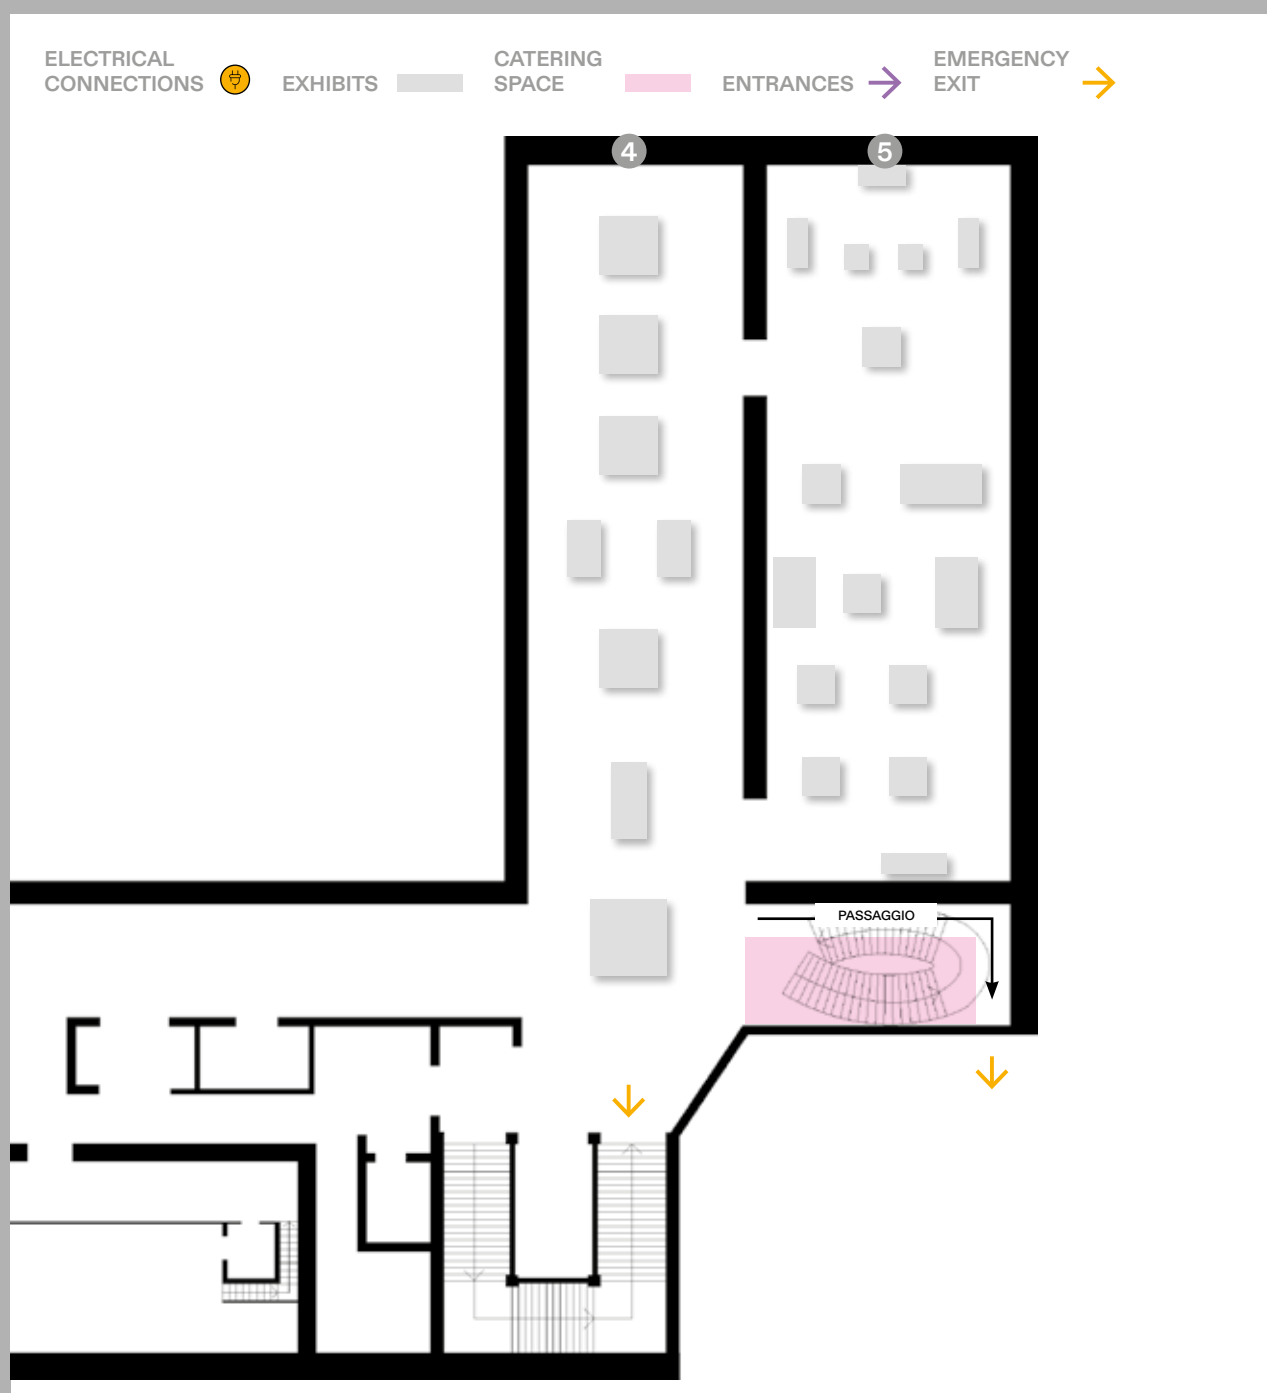 ELECTRICAL
CONNECTIONS
EXHIBITS
CATERING
SPACE
ENTRANCES
EMERGENCY
EXIT
4
5
PASSAGGIO